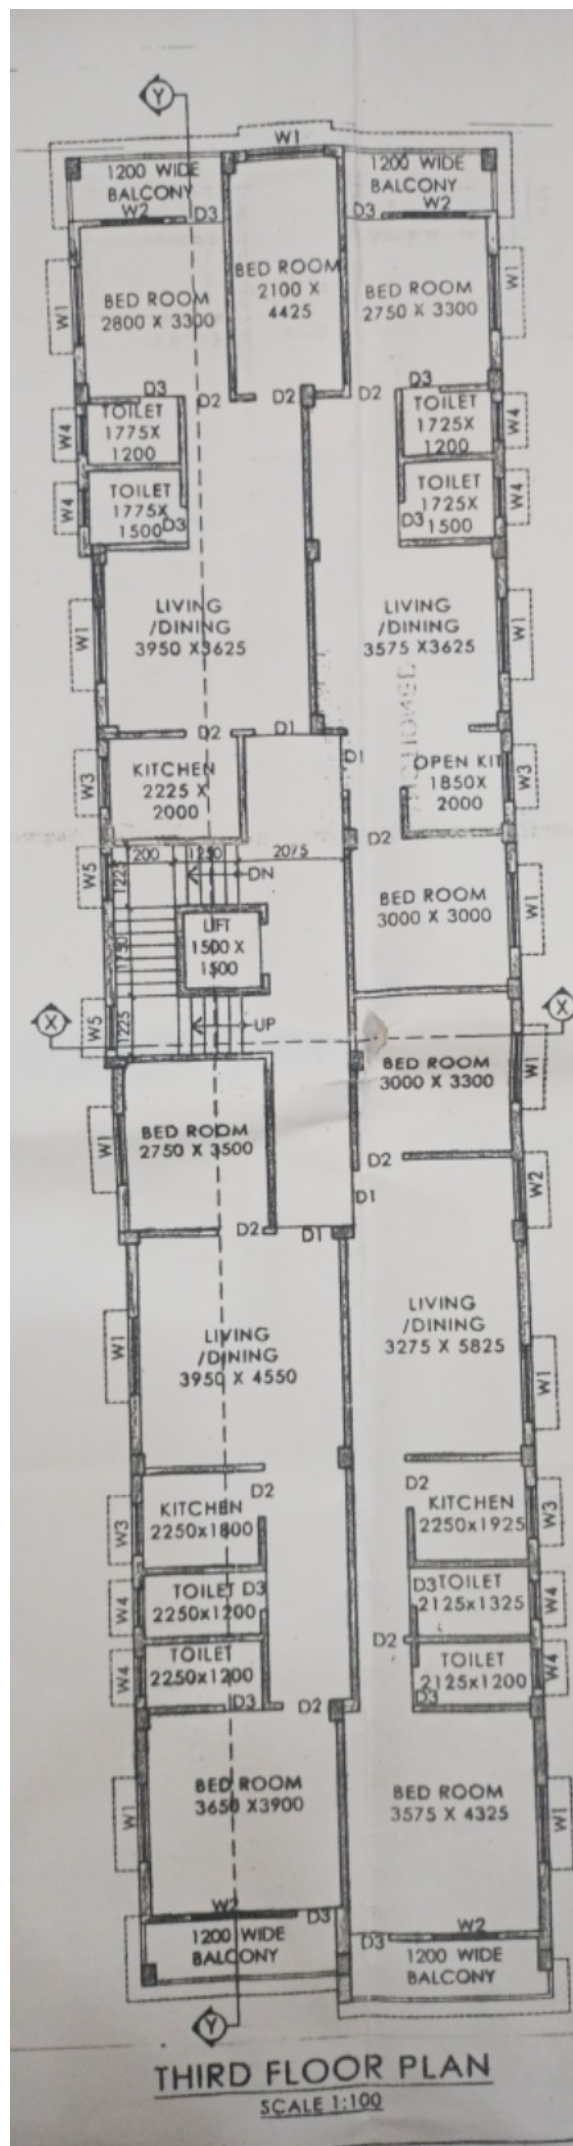 Y
W1
1200 WIDE
BALCONY
W2
D3
1200 WIDE
BALCONY
D3
W2
W1
BED ROOM
2800 X 3300
BED ROOM
2100 X
4425
BED ROOM
2750 X 3300
W1
D3
D2
D2
D2
D3
W4
TOILET
1775X
1200
TOILET
1725X
1200
W4
W4
TOILET
1775X
1500
D3
TOILET
1725X
1500
D3
W4
W1
LIVING
/DINING
3950 X3625
LIVING
/DINING
3575 X3625
W1
D2
D1
D1
W3
KITCHEN
2225 X
2000
OPEN KIT
1850X
2000
W3
D2
W5
1225
200
1250
2075
DN
BED ROOM
3000 X 3000
W1
1750
LIFT
1500 X
1500
X
W5
1225
UP
X
BED ROOM
3000 X 3300
W1
W1
BED ROOM
2750 X 3500
D2
W2
D1
D2
D1
W1
LIVING
/DINING
3950 X 4550
LIVING
/DINING
3275 X 5825
W1
D2
D2
W3
KITCHEN
2250x1800
KITCHEN
2250x1925
W3
W4
TOILET D3
2250x1200
D3 TOILET
2125x1325
W4
D2
W4
TOILET
2250x1200
TOILET
2125x1200
W4
D3
D2
D3
W1
BED ROOM
3650 X3900
BED ROOM
3575 X 4325
W1
W2
D3
1200 WIDE
BALCONY
D3
W2
1200 WIDE
BALCONY
Y
THIRD FLOOR PLAN
SCALE 1:100